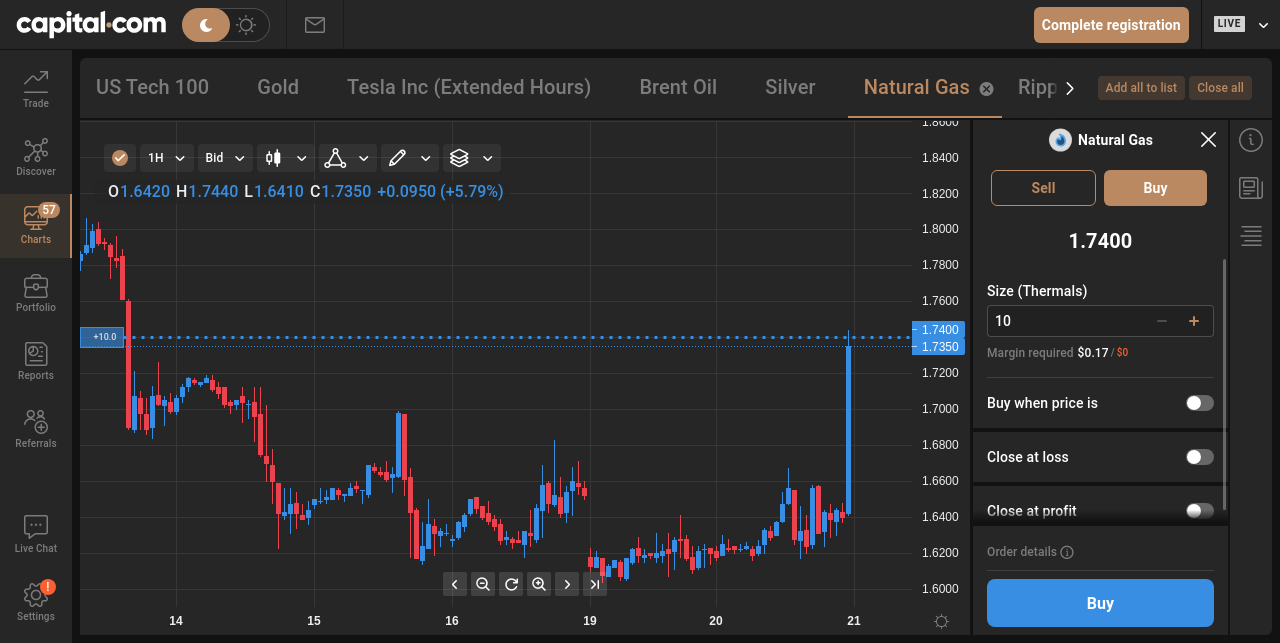 capital.com
Complete registration
LIVE
Trade
Discover
57
Charts
Portfolio
Reports
Referrals
Live Chat
!
Settings
US Tech 100
Gold
Tesla Inc (Extended Hours)
Brent Oil
Silver
Natural Gas
Ripp
Add all to list
Close all
1H
Bid
O1.6420 H1.7440 L1.6410 C1.7350 +0.0950 (+5.79%)
+10.0
1.8600
1.8400
1.8200
1.8000
1.7800
1.7600
1.7400
1.7350
1.7200
1.7000
1.6800
1.6600
1.6400
1.6200
1.6000
14
15
16
19
20
21
Natural Gas
Sell
Buy
1.7400
Size (Thermals)
10
Margin required $0.17 / $0
Buy when price is
Close at loss
Close at profit
Order details
Buy